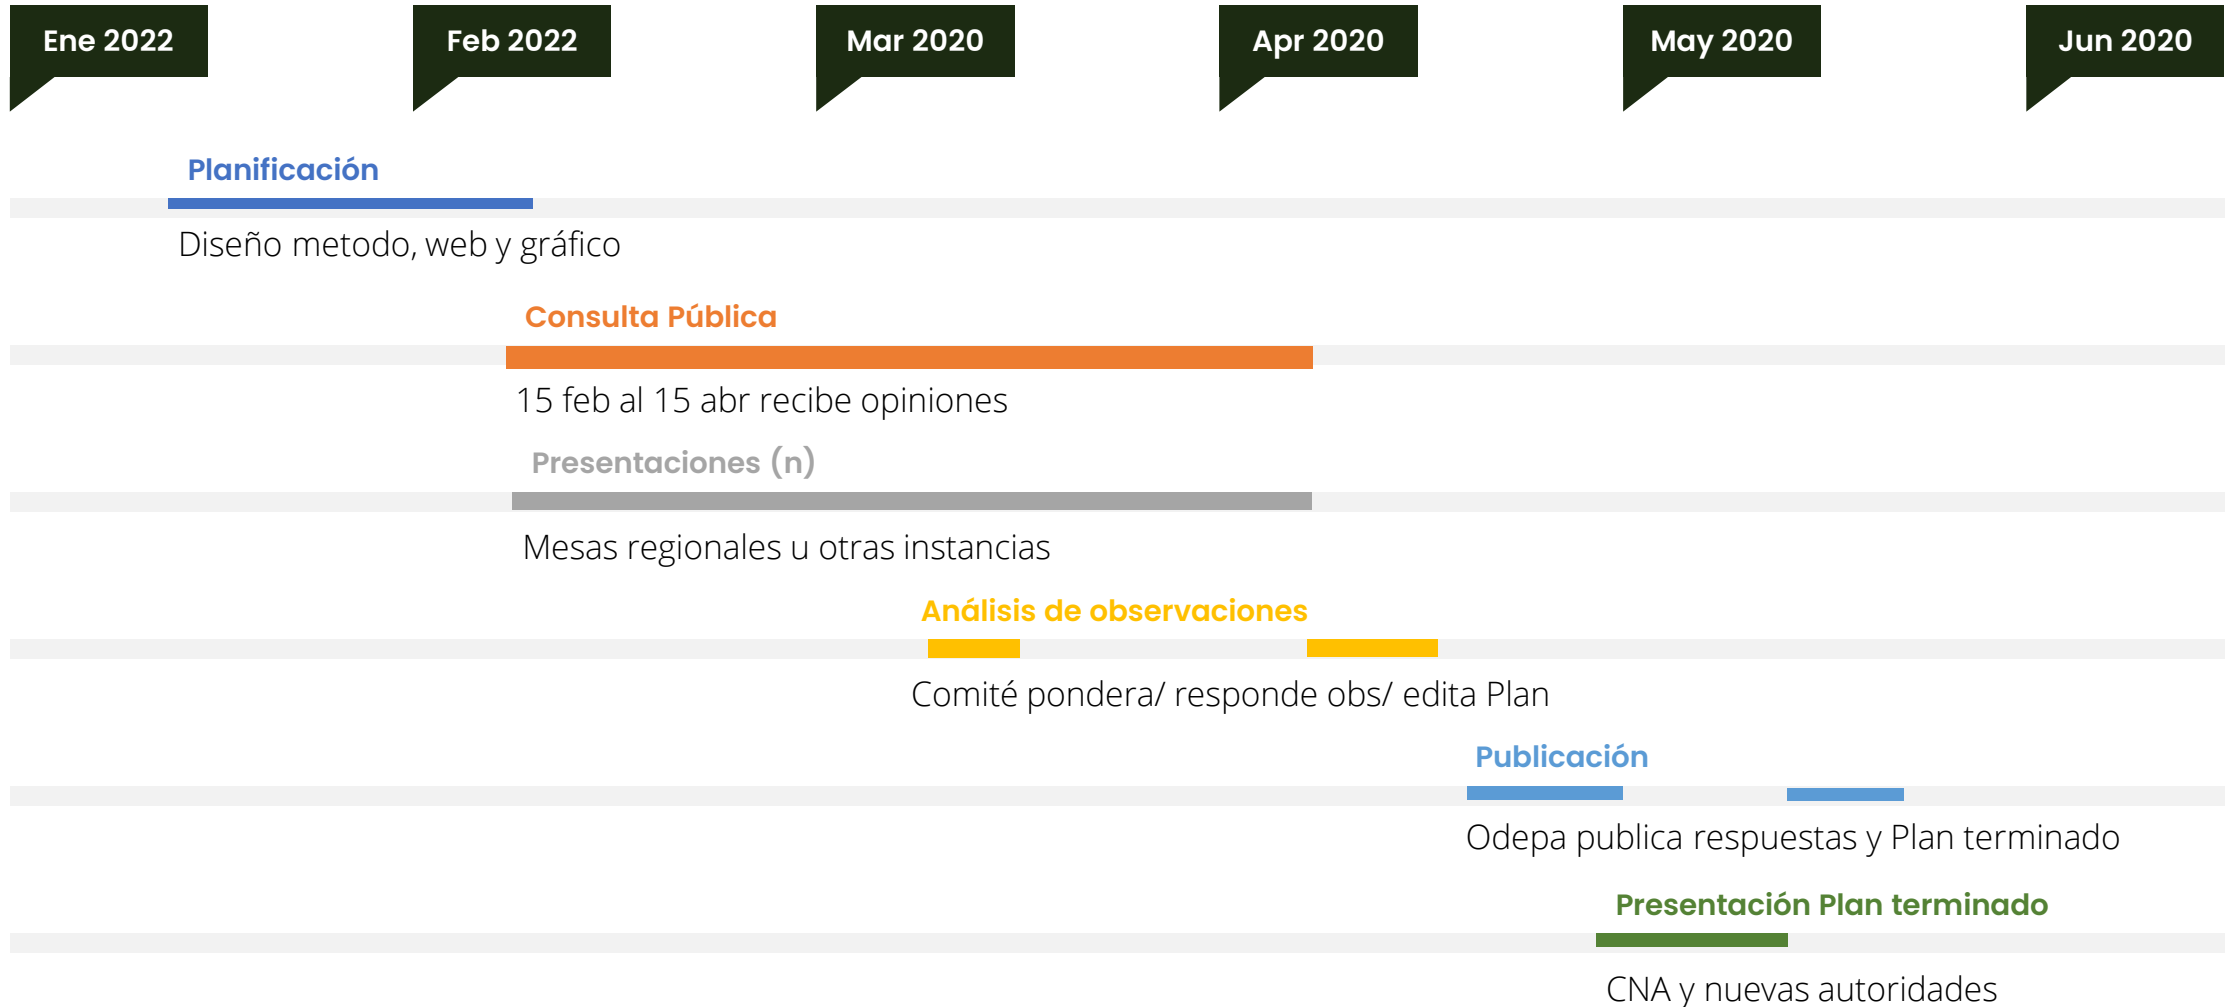 Ene 2022
Feb 2022
Mar 2020
Apr 2020
May 2020
Jun 2020
Planificación
Diseño metodo, web y gráfico
Consulta Pública
15 feb al 15 abr recibe opiniones
Presentaciones (n)
Mesas regionales u otras instancias
Análisis de observaciones
Comité pondera/ responde obs/ edita Plan
Publicación
Odepa publica respuestas y Plan terminado
Presentación Plan terminado
CNA y nuevas autoridades